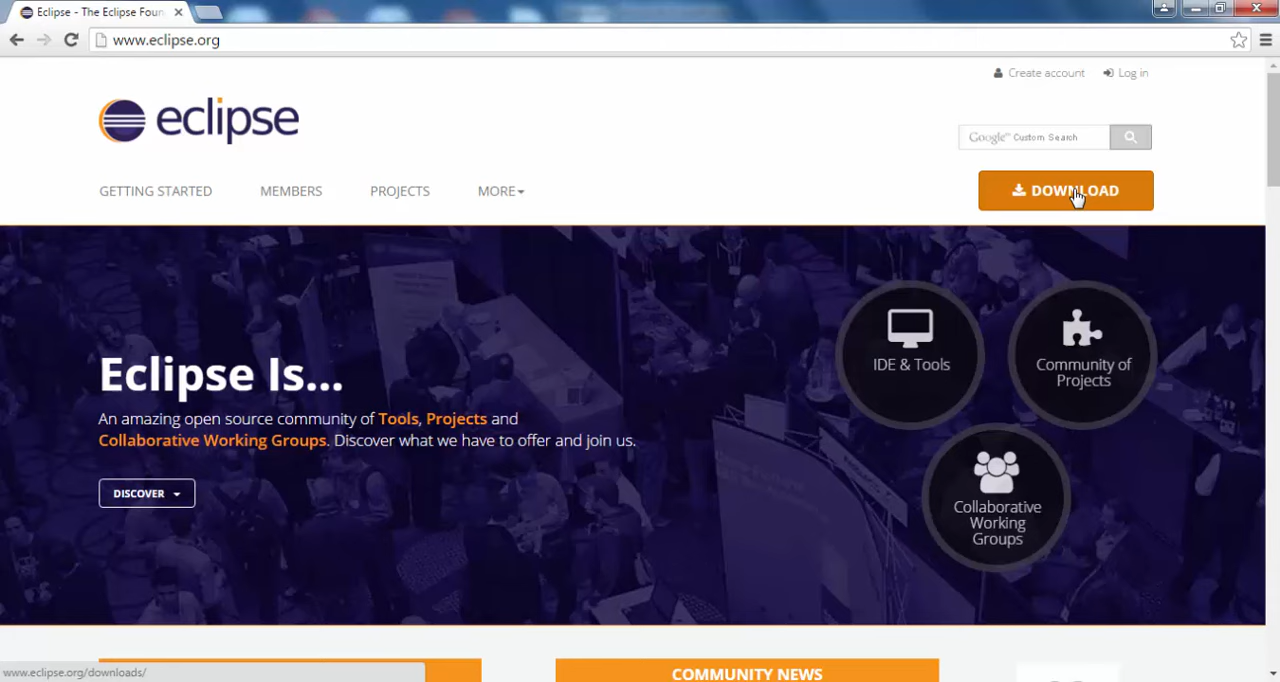 Eclipse - The Eclipse Foun
www.eclipse.org
Create account
Log in
eclipse
Google™ Custom Search
GETTING STARTED
MEMBERS
PROJECTS
MORE
DOWNLOAD
Eclipse Is...
An amazing open source community of Tools, Projects and
Collaborative Working Groups. Discover what we have to offer and join us.
DISCOVER
IDE & Tools
Community of
Projects
Collaborative
Working
Groups
COMMUNITY NEWS
www.eclipse.org/downloads/